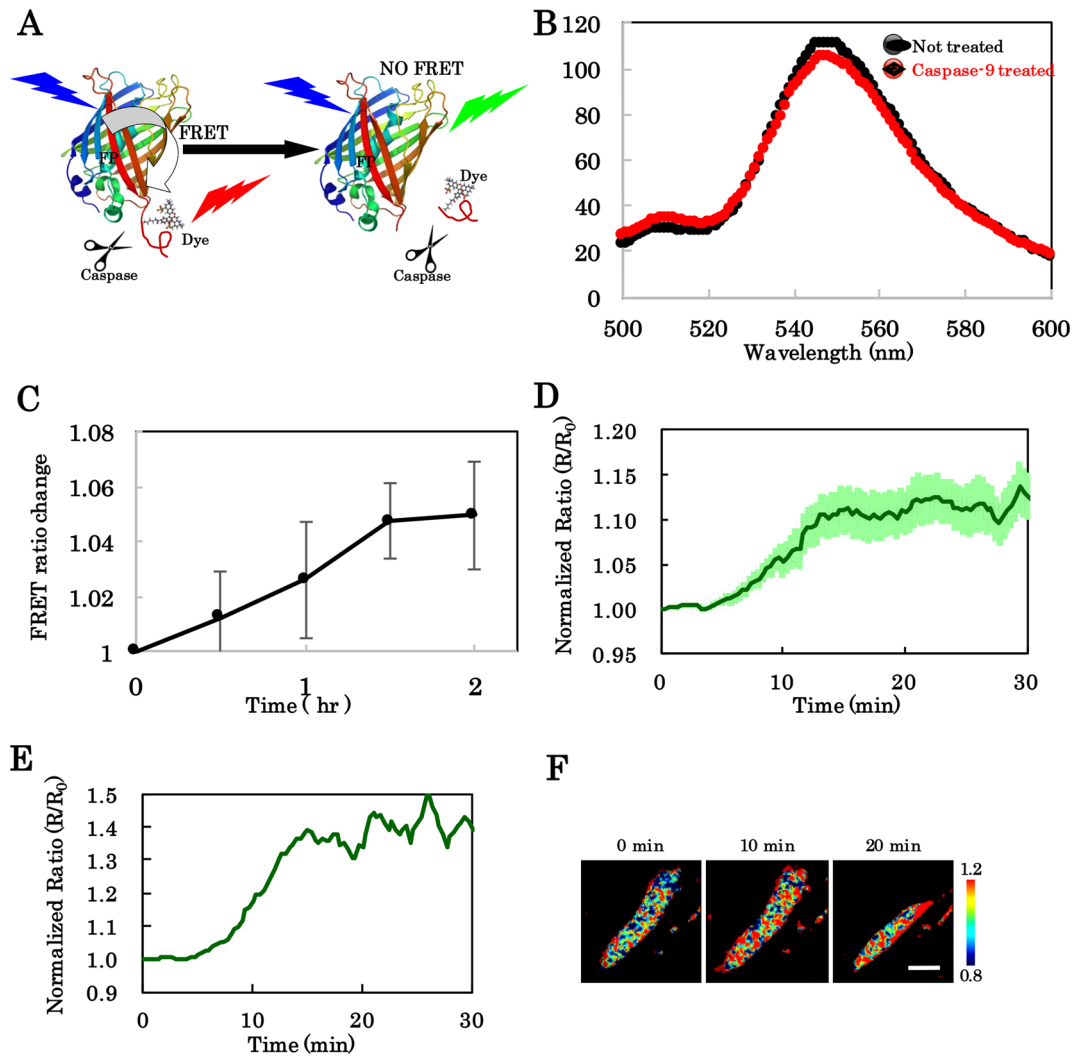 A
NO FRET
FRET
FP
Dye
Caspase
FP
Dye
Caspase
B
120
100
80
60
40
20
0
500 520 540 560 580 600
Wavelength (nm)
Not treated
Caspase-9 treated
C
FRET ratio change
1.08
1.06
1.04
1.02
1
0 1 2
Time ( hr )
D
Normalized Ratio (R/R0)
1.20
1.15
1.10
1.05
1.00
0.95
0 10 20 30
Time (min)
E
Normalized Ratio (R/R0)
1.5
1.4
1.3
1.2
1.1
1.0
0.9
0 10 20 30
Time (min)
F
0 min 10 min 20 min
1.2
0.8